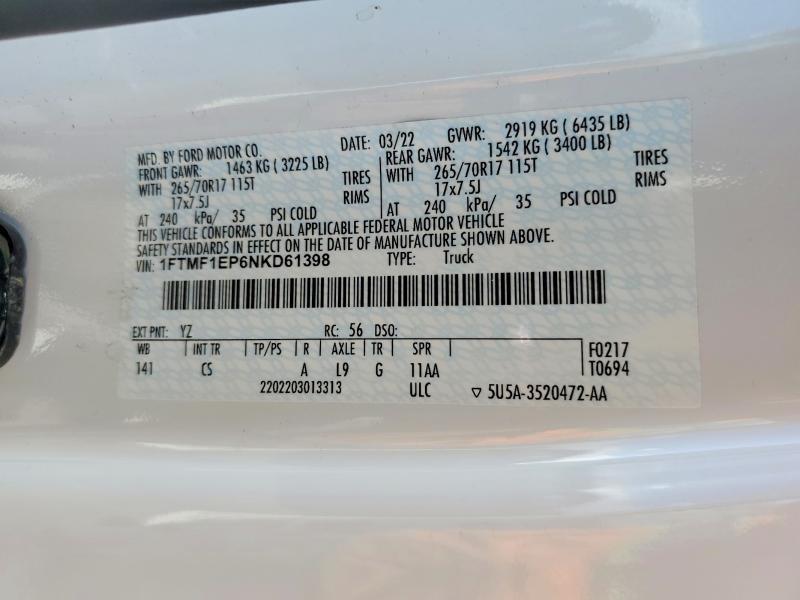 MFD. BY FORD MOTOR CO. DATE: 03/22 GVWR: 2919 KG ( 6435 LB)
FRONT GAWR: 1463 KG ( 3225 LB) REAR GAWR: 1542 KG ( 3400 LB)
WITH 265/70R17 115T TIRES WITH 265/70R17 115T TIRES
17x7.5J RIMS 17x7.5J RIMS
AT 240 kPa/ 35 PSI COLD AT 240 kPa/ 35 PSI COLD
THIS VEHICLE CONFORMS TO ALL APPLICABLE FEDERAL MOTOR VEHICLE
SAFETY STANDARDS IN EFFECT ON THE DATE OF MANUFACTURE SHOWN ABOVE.
VIN: 1FTMF1EP6NKD61398 TYPE: Truck
EXT PNT: YZ RC: 56 DSO:
WB INT TR TP/PS R AXLE TR SPR F0217
141 CS A L9 G 11AA T0694
2202203013313 ULC ▽ 5U5A-3520472-AA